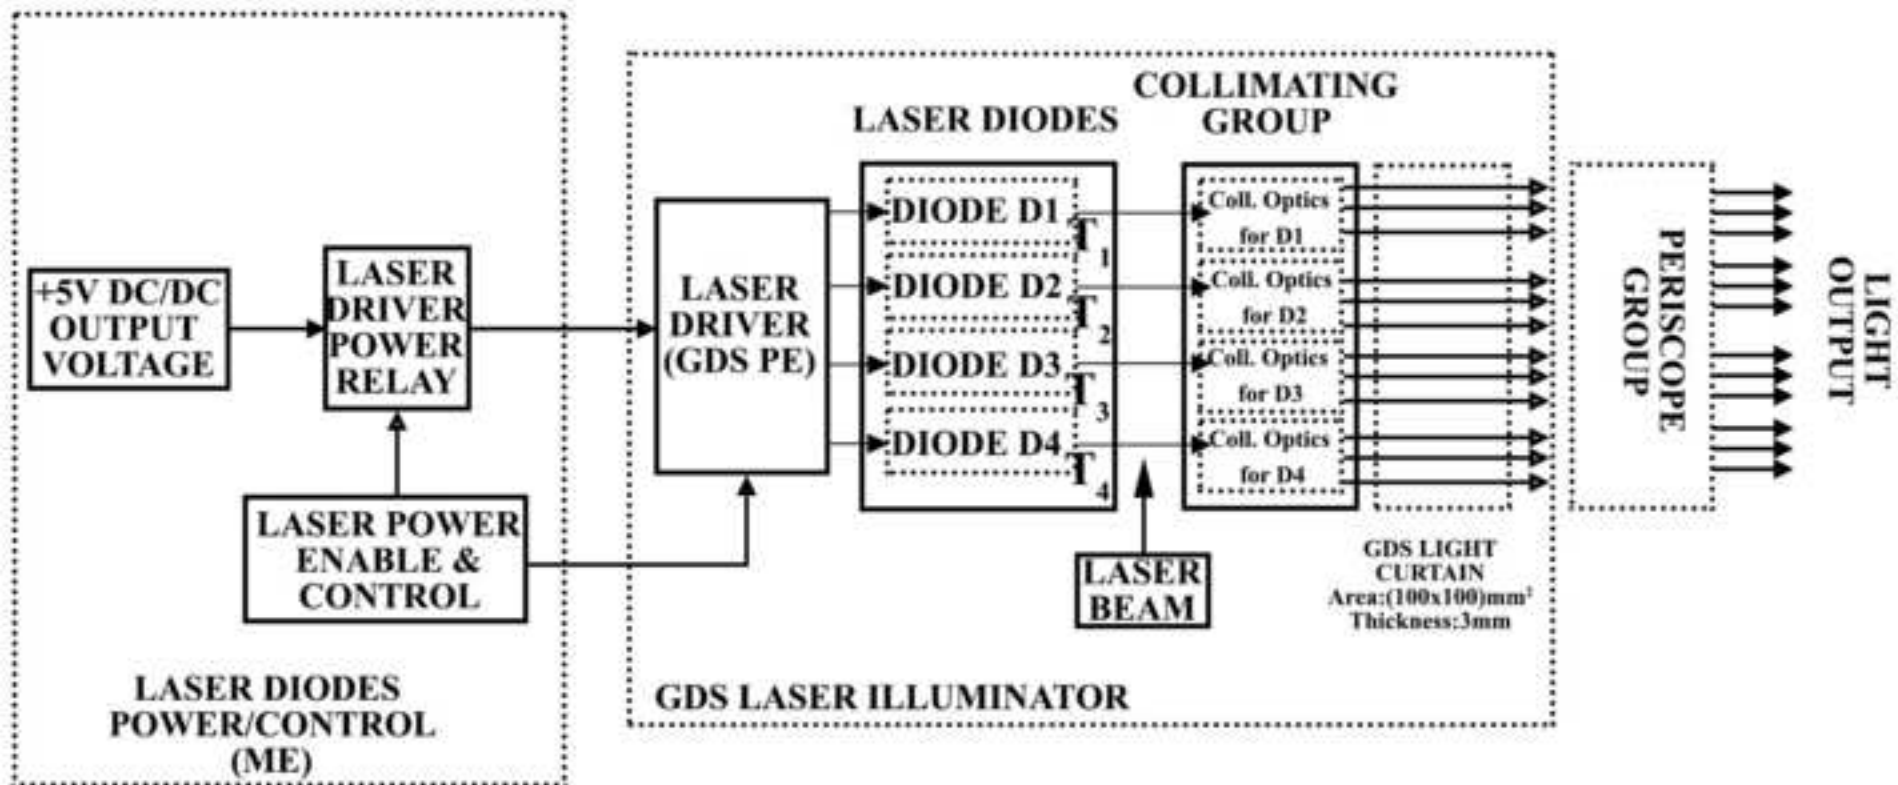 +5V DC/DC
OUTPUT
VOLTAGE
LASER
DRIVER
POWER
RELAY
LASER POWER
ENABLE &
CONTROL
LASER DIODES
POWER/CONTROL
(ME)
LASER
DRIVER
(GDS PE)
LASER DIODES
DIODE D1
T1
DIODE D2
T2
DIODE D3
T3
DIODE D4
T4
COLLIMATING
GROUP
Coll. Optics
for D1
Coll. Optics
for D2
Coll. Optics
for D3
Coll. Optics
for D4
LASER
BEAM
GDS LIGHT
CURTAIN
Area:(100x100)mm²
Thickness:3mm
GDS LASER ILLUMINATOR
PERISCOPE
GROUP
LIGHT
OUTPUT